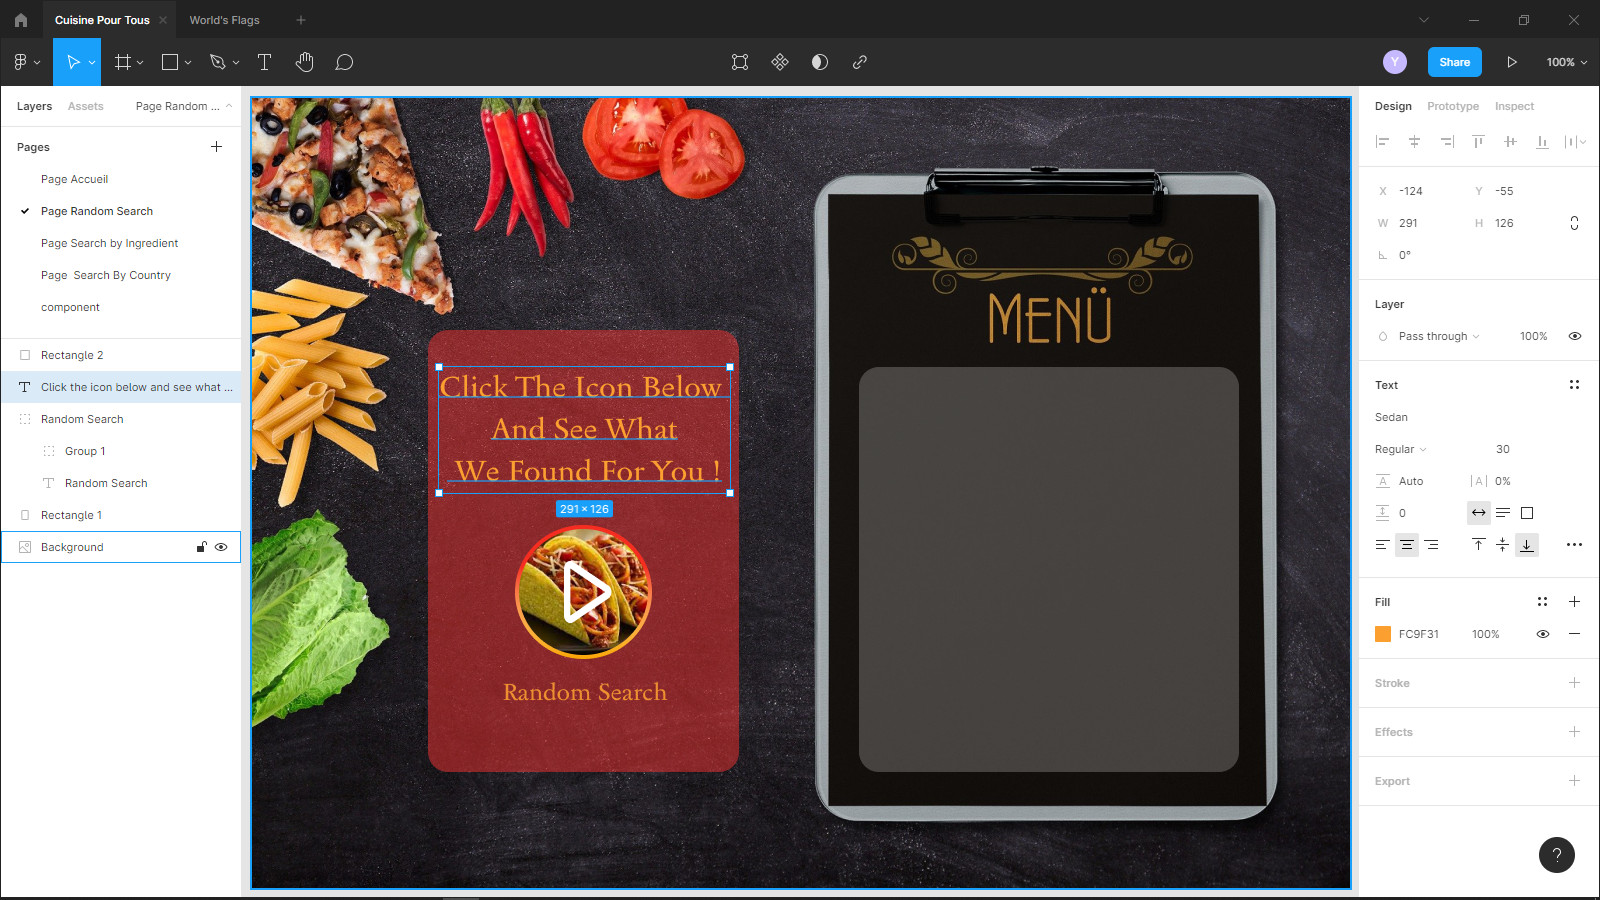 Cuisine Pour Tous
World's Flags
Y
Share
100%
Layers
Assets
Page Random ...
Pages
Page Accueil
Page Random Search
Page Search by Ingredient
Page  Search By Country
component
Rectangle 2
Click the icon below and see what ...
Random Search
Group 1
Random Search
Rectangle 1
Background
Click The Icon Below
And See What
We Found For You !
291 × 126
Random Search
MENÜ
Design
Prototype
Inspect
X -124
Y -55
W 291
H 126
0°
Layer
Pass through
100%
Text
Sedan
Regular
30
A Auto
|A| 0%
0
Fill
FC9F31
100%
Stroke
Effects
Export
?